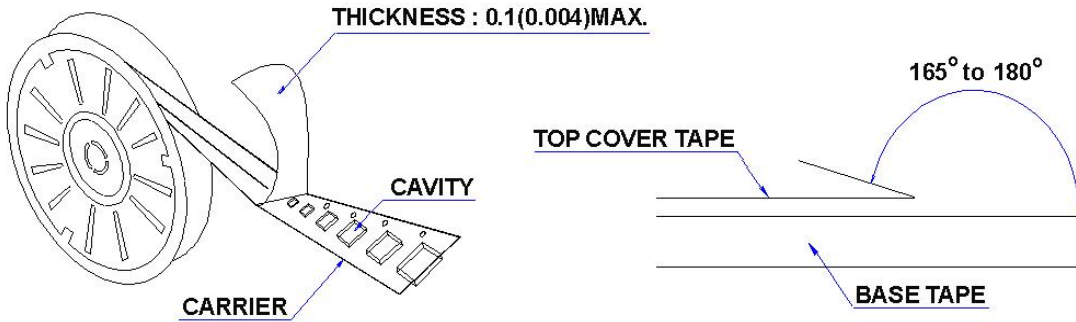 THICKNESS : 0.1(0.004)MAX.
165° to 180°
TOP COVER TAPE
CAVITY
CARRIER
BASE TAPE